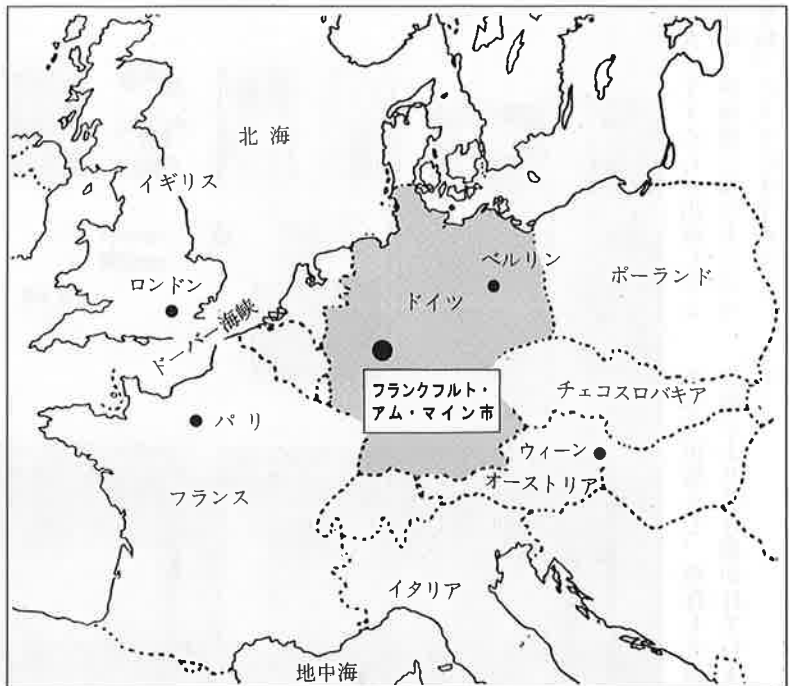 北海
イギリス
ロンドン
ドーバー海峡
ベルリン
ドイツ
ポーランド
フランクフルト・
アム・マイン市
チェコスロバキア
パリ
ウィーン
オーストリア
フランス
イタリア
地中海